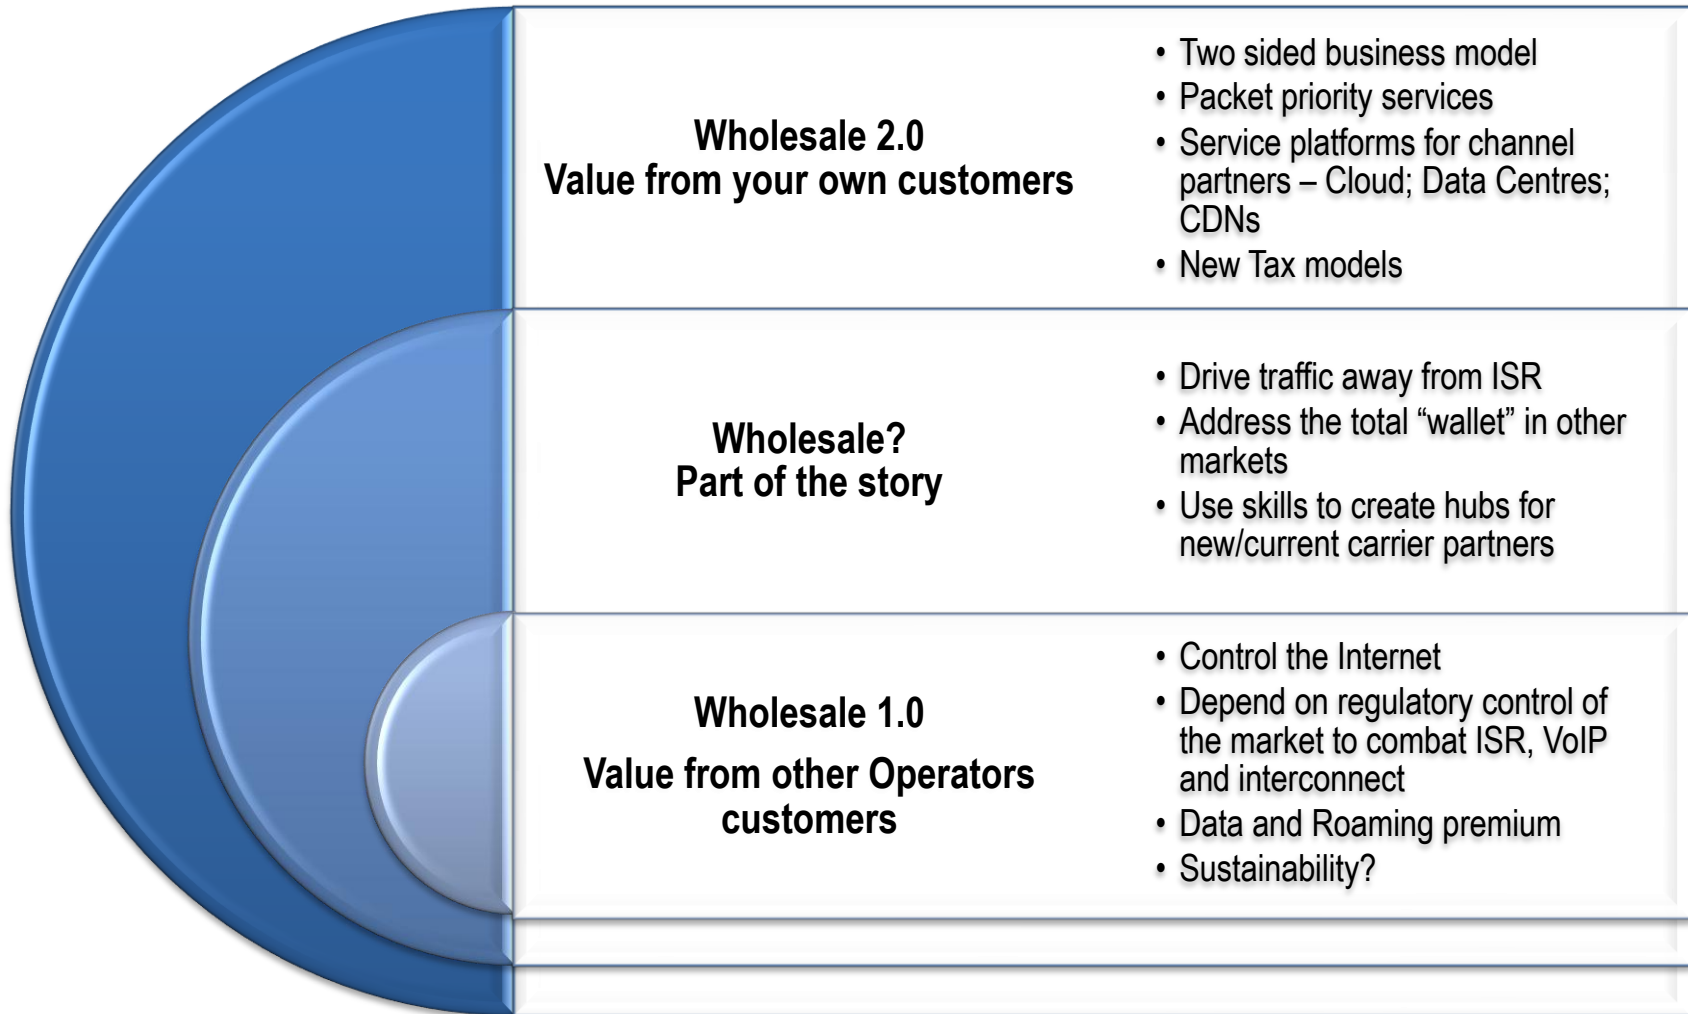 Wholesale 2.0
Value from your own customers
• Two sided business model
• Packet priority services
• Service platforms for channel
partners – Cloud; Data Centres;
CDNs
• New Tax models
Wholesale?
Part of the story
• Drive traffic away from ISR
• Address the total “wallet” in other
markets
• Use skills to create hubs for
new/current carrier partners
Wholesale 1.0
Value from other Operators
customers
• Control the Internet
• Depend on regulatory control of
the market to combat ISR, VoIP
and interconnect
• Data and Roaming premium
• Sustainability?